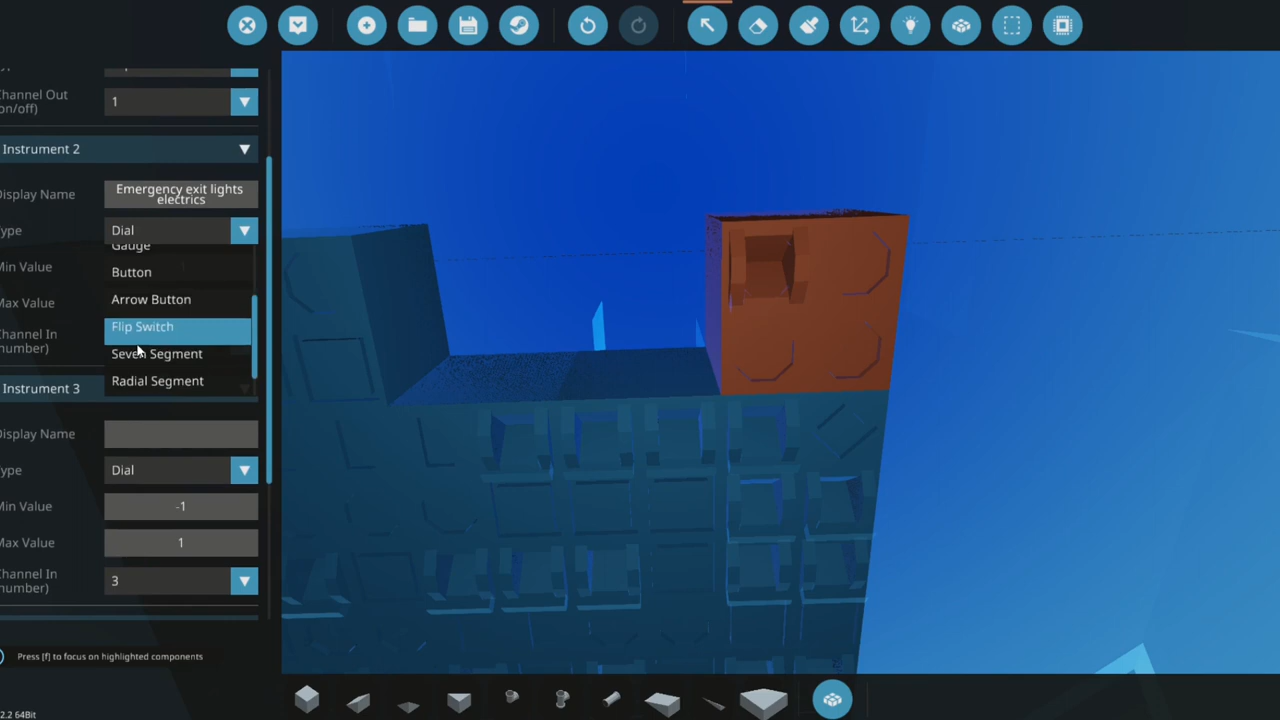 Channel Out
on/off)
1
Instrument 2
Display Name
Emergency exit lights
electrics
Type
Dial
Gauge
Min Value
Button
Max Value
Arrow Button
Channel In
number)
Flip Switch
Seven Segment
Radial Segment
Instrument 3
Display Name
Type
Dial
Min Value
-1
Max Value
1
Channel In
number)
3
Press [f] to focus on highlighted components
2.2 64Bit